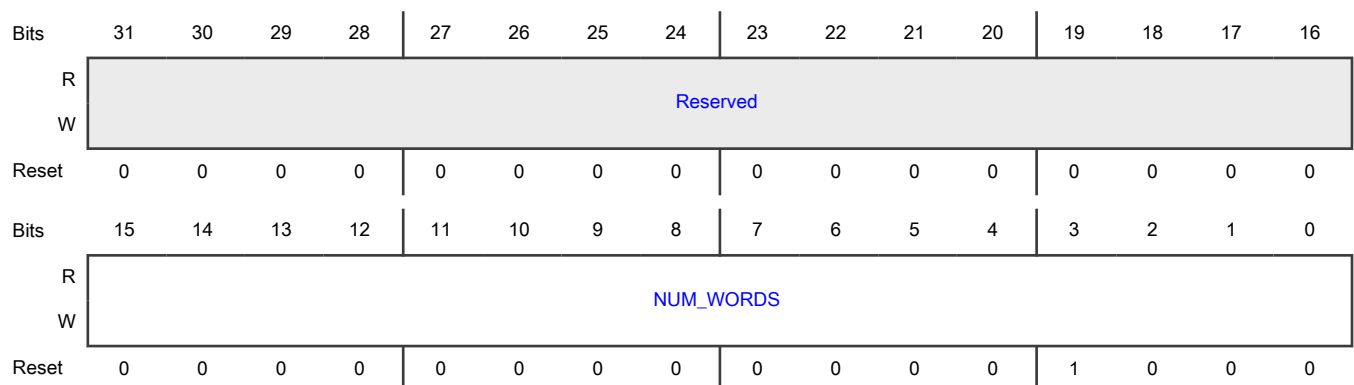 Bits 31 30 29 28 27 26 25 24 23 22 21 20 19 18 17 16
R
Reserved
W
Reset 0 0 0 0 0 0 0 0 0 0 0 0 0 0 0 0
Bits 15 14 13 12 11 10 9 8 7 6 5 4 3 2 1 0
R
NUM_WORDS
W
Reset 0 0 0 0 0 0 0 0 0 0 0 0 1 0 0 0